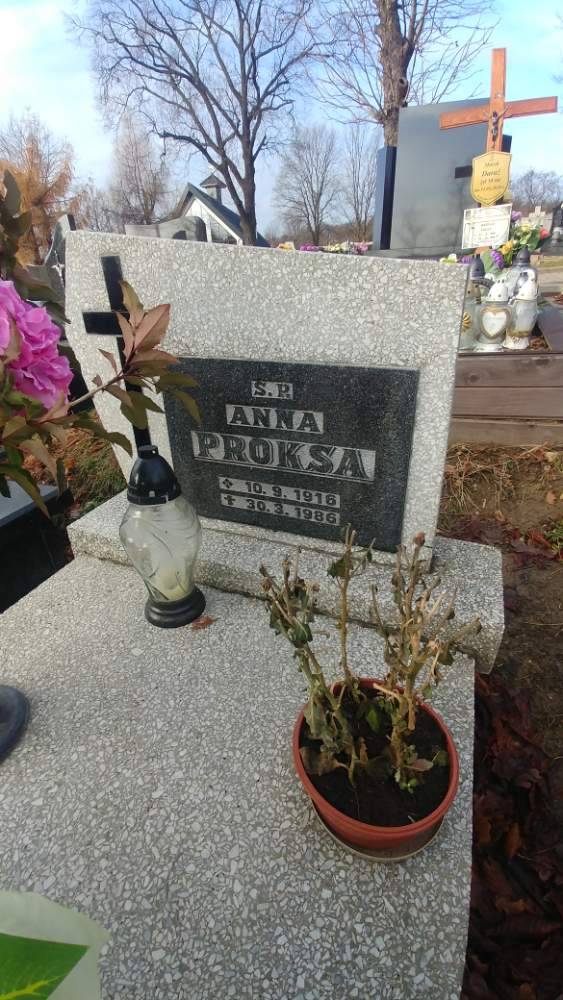 Ś. P.
ANNA
PROKSA
10. 9. 1916
30. 3. 1986